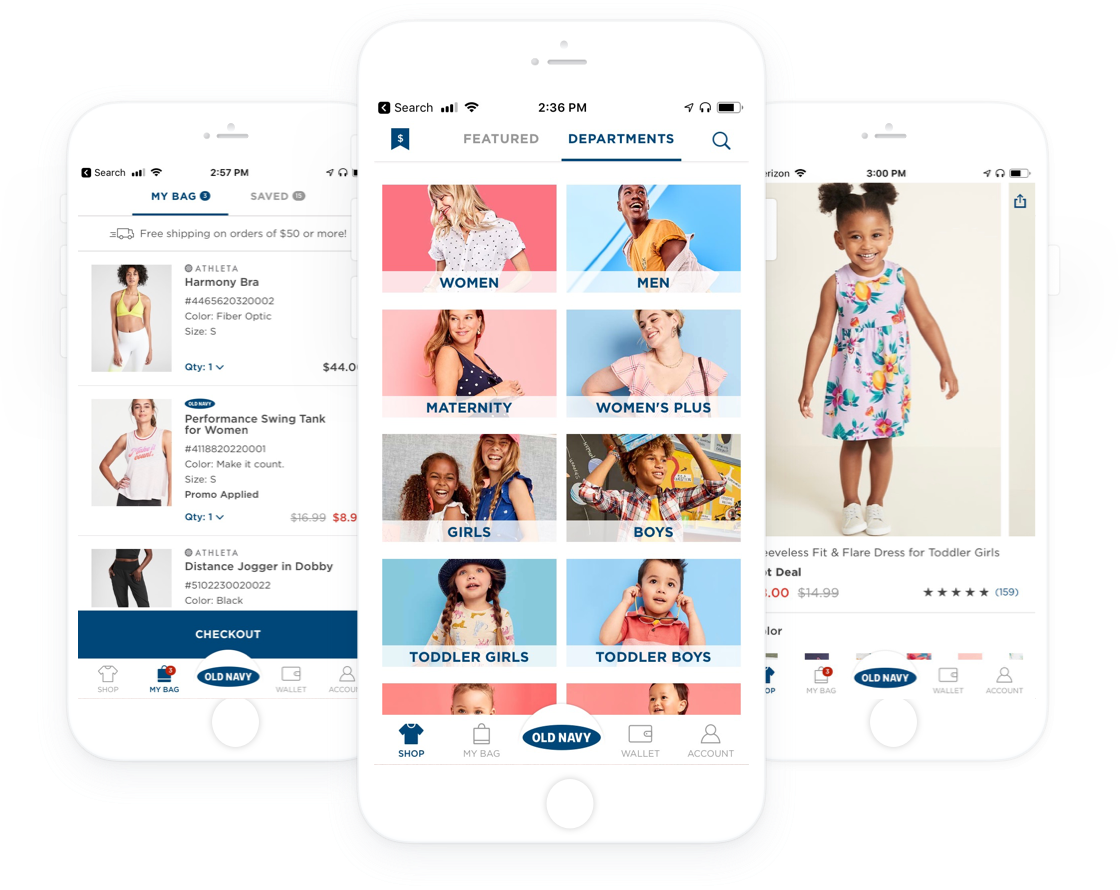 Search
2:57 PM
MY BAG 3
SAVED 15
Free shipping on orders of $50 or more!
ATHLETA
Harmony Bra
#4465620320002
Color: Fiber Optic
Size: S
Qty: 1
$44.0
OLD NAVY
Performance Swing Tank
for Women
#4118820220001
Color: Make it count.
Size: S
Promo Applied
Qty: 1
$16.99 $8.9
ATHLETA
Distance Jogger in Dobby
#5102230020022
Color: Black
CHECKOUT
3
SHOP
MY BAG
OLD NAVY
WALLET
ACCOU
Search
2:36 PM
$
FEATURED
DEPARTMENTS
WOMEN
MEN
MATERNITY
WOMEN'S PLUS
GIRLS
BOYS
TODDLER GIRLS
TODDLER BOYS
SHOP
MY BAG
OLD NAVY
WALLET
ACCOUNT
erizon
3:00 PM
eeveless Fit & Flare Dress for Toddler Girls
ot Deal
.00 $14.99
(159)
olor
3
OP
MY BAG
OLD NAVY
WALLET
ACCOUNT